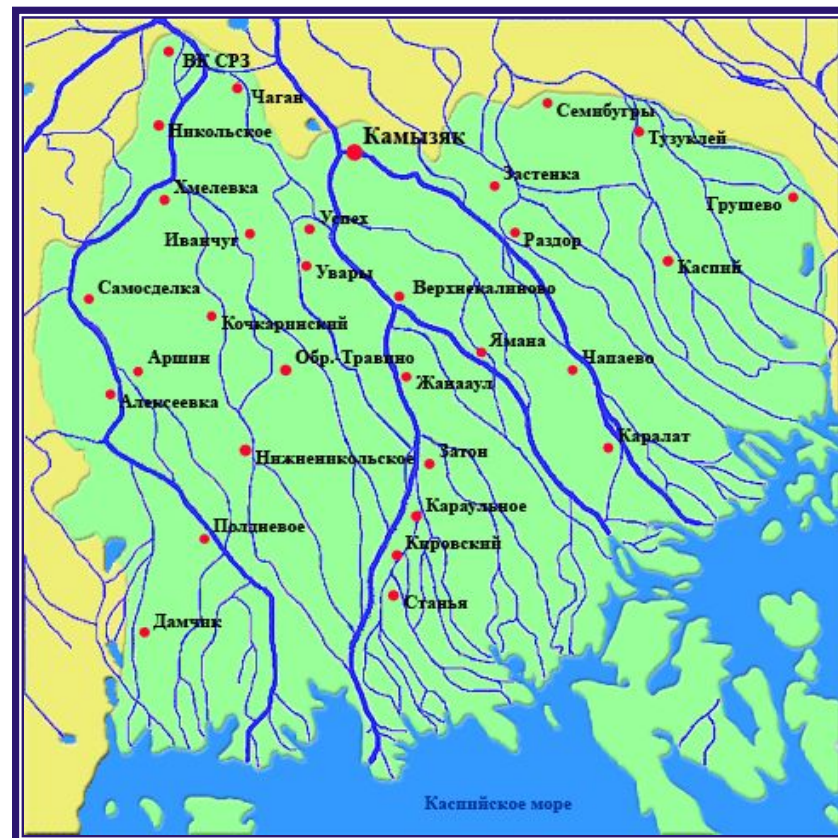 ВК СРЗ
Чаган
Семибугры
Никольское
Камызяк
Тузуклей
Застенка
Хмелевка
Грушево
Успех
Иванчуг
Раздор
Увары
Каспий
Самосделка
Верхнекалиново
Кочкаринский
Ямана
Аршин
Обр.-Травино
Чапаево
Жанааул
Алексеевка
Каралат
Нижненикольское
Затон
Караульное
Полдневое
Кировский
Станья
Дамчик
Каспийское море